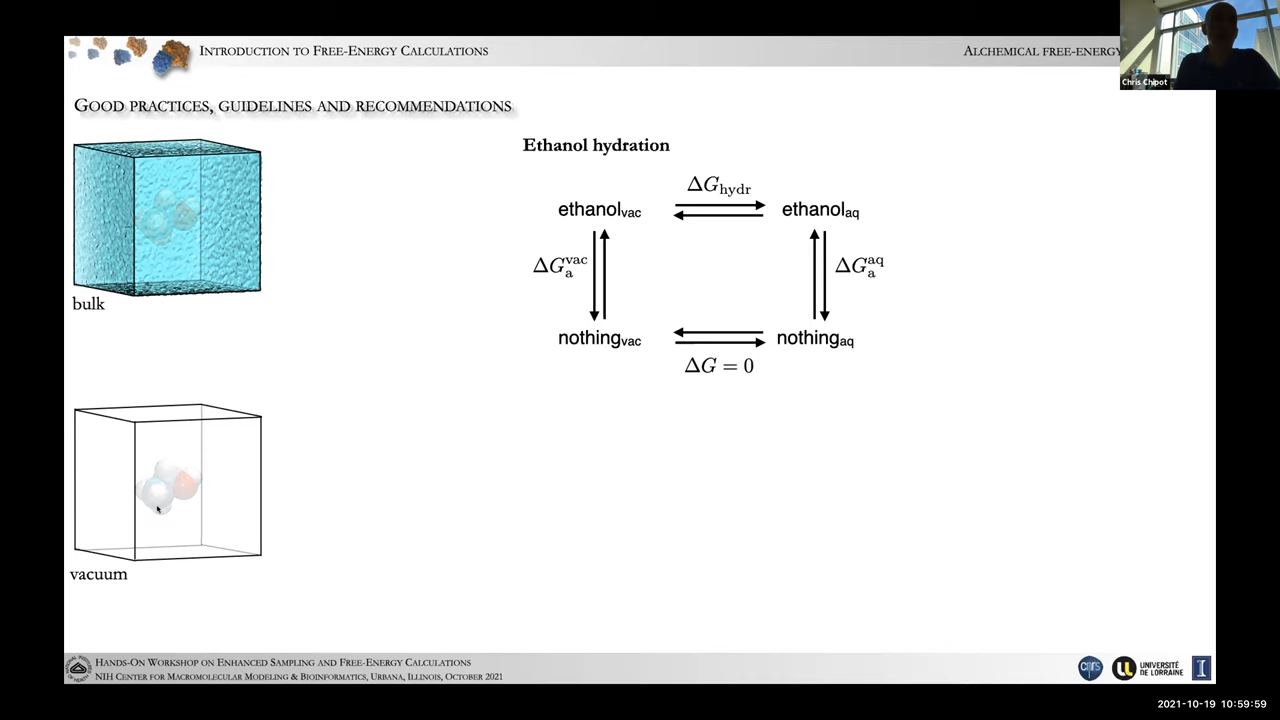 INTRODUCTION TO FREE-ENERGY CALCULATIONS
ALCHEMICAL FREE-ENERGY
Chris Chipot
GOOD PRACTICES, GUIDELINES AND RECOMMENDATIONS
Ethanol hydration
ΔG_hydr
ethanol_vac ethanol_aq
ΔG_a^vac ΔG_a^aq
nothing_vac nothing_aq
ΔG = 0
bulk
vacuum
HANDS-ON WORKSHOP ON ENHANCED SAMPLING AND FREE-ENERGY CALCULATIONS
NIH CENTER FOR MACROMOLECULAR MODELING & BIOINFORMATICS, URBANA, ILLINOIS, OCTOBER 2021
cnrs
UNIVERSITÉ
DE LORRAINE
I
2021-10-19 10:59:59